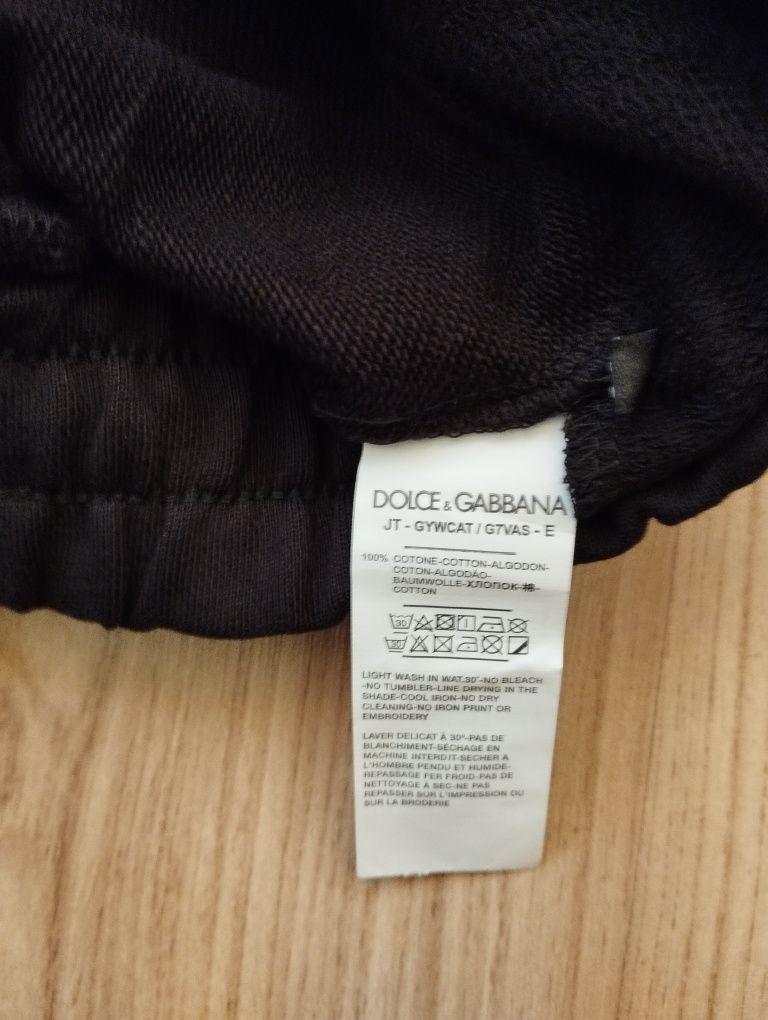 DOLCE & GABBANA
JT - GYWCAT / G7VAS - E
100% COTONE-COTTON-ALGODON-
COTON-ALGODÃO-
BAUMWOLLE-ХЛОПОК-棉-
COTTON
30
30
LIGHT WASH IN WAT.30°-NO BLEACH
-NO TUMBLER-LINE DRYING IN THE
SHADE-COOL IRON-NO DRY
CLEANING-NO IRON PRINT OR
EMBROIDERY
LAVER DELICAT À 30°-PAS DE
BLANCHIMENT-SÉCHAGE EN
MACHINE INTERDIT-SECHER A
L'HOMBRE PENDU ET HUMIDE-
REPASSAGE FER FROID-PAS DE
NETTOYAGE À SEC-NE PAS
REPASSER SUR L'IMPRESSION OU
SUR LA BRODERIE